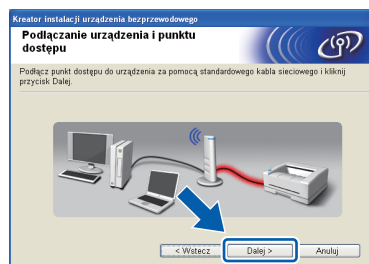 Kreator instalacji urządzenia bezprzewodowego
Podłączanie urządzenia i punktu
dostępu
Podłącz punkt dostępu do urządzenia za pomocą standardowego kabla sieciowego i kliknij
przycisk Dalej.
< Wstecz Dalej > Anuluj